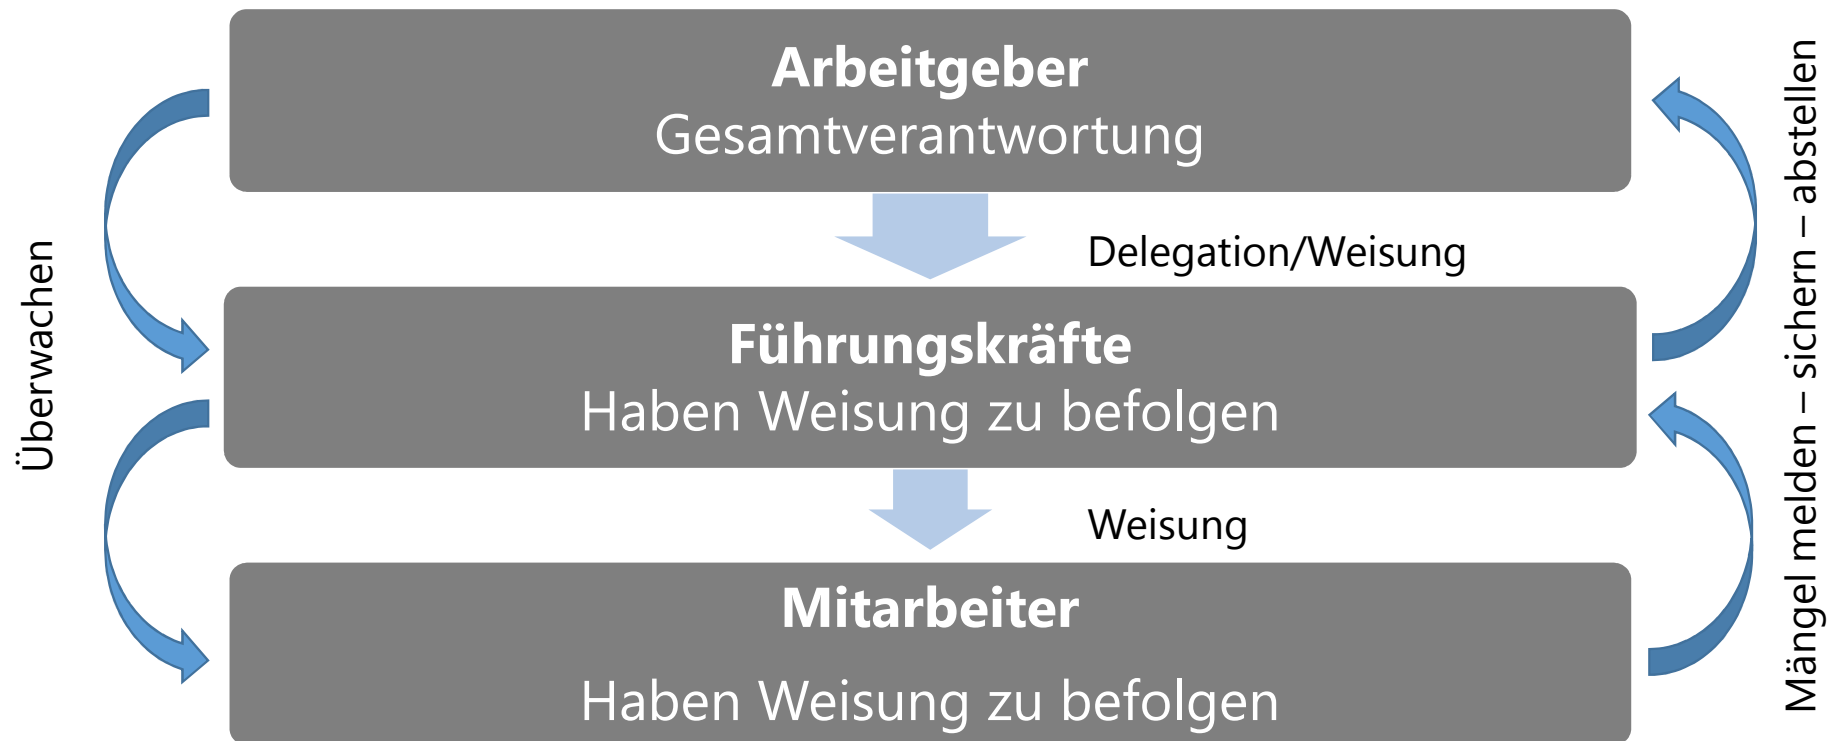 Arbeitgeber
Gesamtverantwortung
Delegation/Weisung
Führungskräfte
Haben Weisung zu befolgen
Weisung
Mitarbeiter
Haben Weisung zu befolgen
Überwachen
Mängel melden – sichern – abstellen